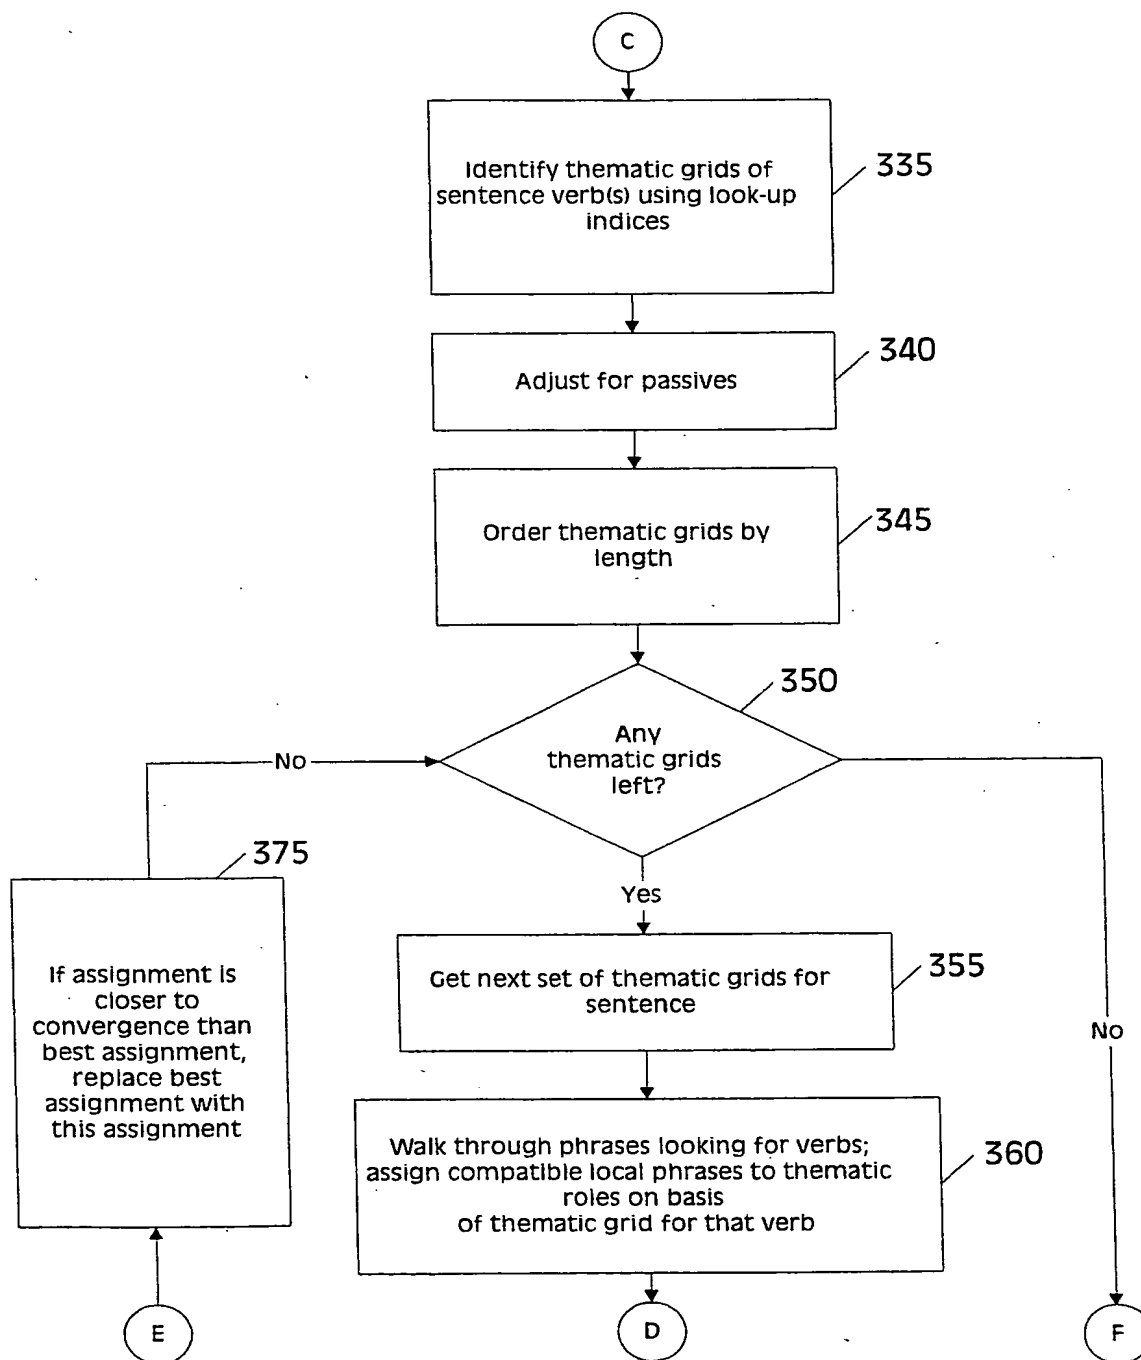 C
Identify thematic grids of
sentence verb(s) using look-up
indices
335
Adjust for passives
340
Order thematic grids by
length
345
350
Any
thematic grids
left?
No
375
Yes
If assignment is
closer to
convergence than
best assignment,
replace best
assignment with
this assignment
Get next set of thematic grids for
sentence
355
No
Walk through phrases looking for verbs;
assign compatible local phrases to thematic
roles on basis
of thematic grid for that verb
360
E
D
F